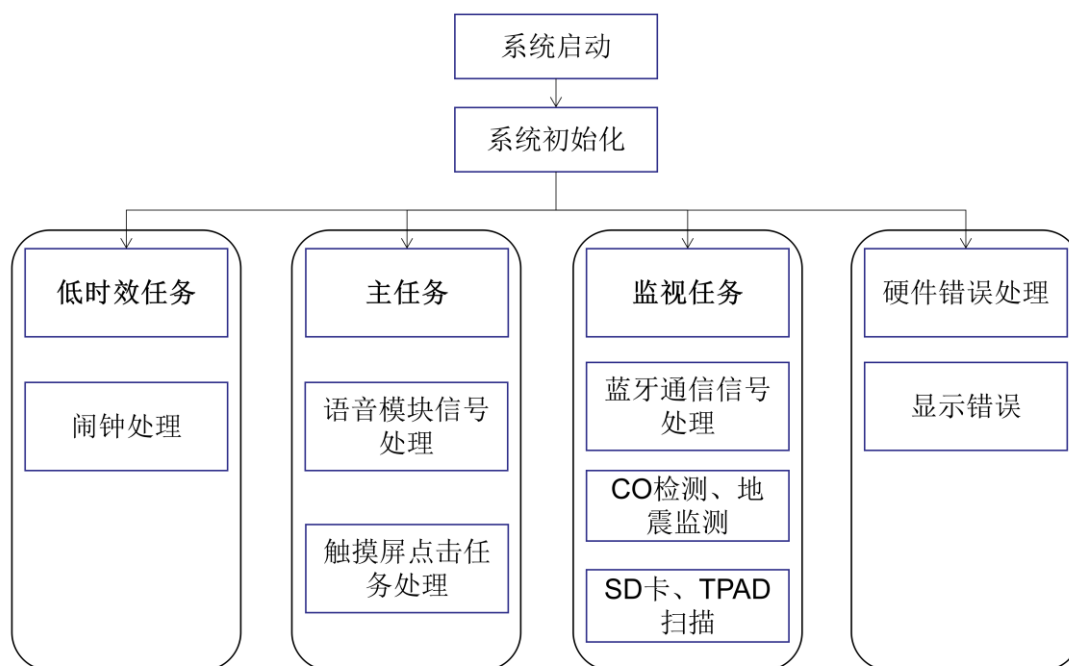 系统启动
系统初始化
低时效任务
闹钟处理
主任务
语音模块信号
处理
触摸屏点击任
务处理
监视任务
蓝牙通信信号
处理
CO检测、地
震监测
SD卡、TPAD
扫描
硬件错误处理
显示错误